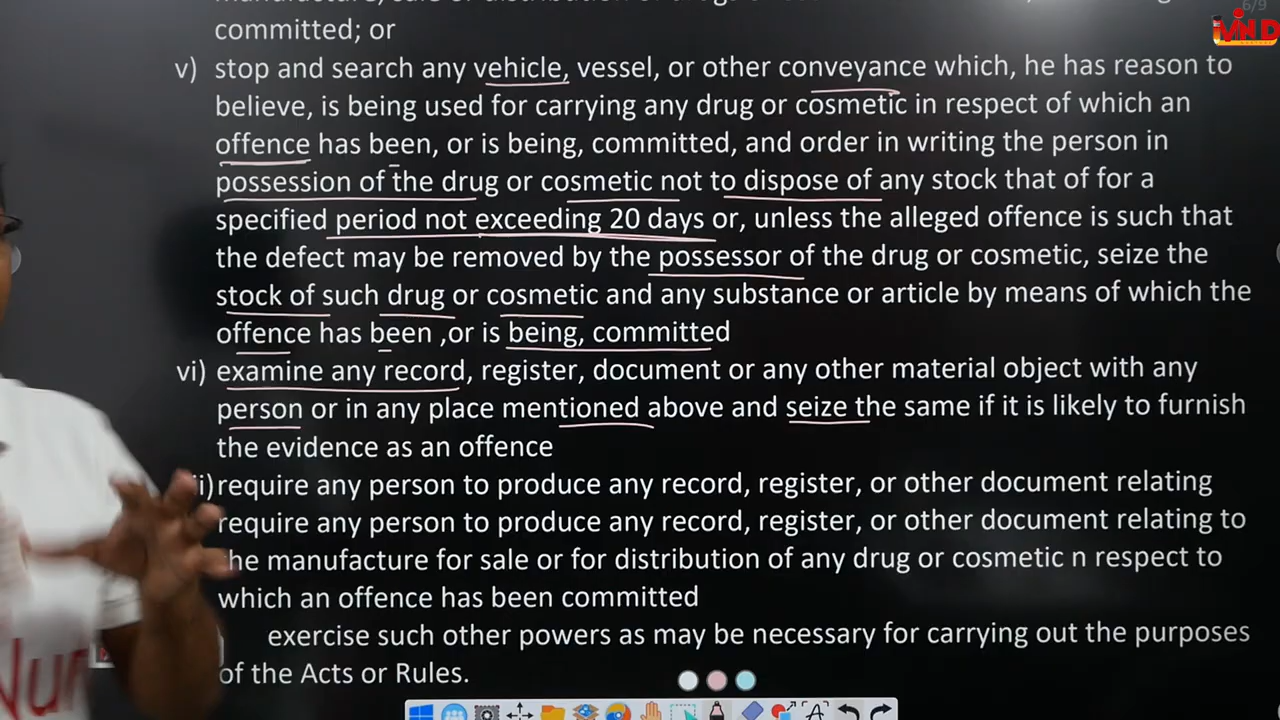 committed; or
v) stop and search any vehicle, vessel, or other conveyance which, he has reason to
believe, is being used for carrying any drug or cosmetic in respect of which an
offence has been, or is being, committed, and order in writing the person in
possession of the drug or cosmetic not to dispose of any stock that of for a
specified period not exceeding 20 days or, unless the alleged offence is such that
the defect may be removed by the possessor of the drug or cosmetic, seize the
stock of such drug or cosmetic and any substance or article by means of which the
offence has been ,or is being, committed
vi) examine any record, register, document or any other material object with any
person or in any place mentioned above and seize the same if it is likely to furnish
the evidence as an offence
ii)require any person to produce any record, register, or other document relating
require any person to produce any record, register, or other document relating to
he manufacture for sale or for distribution of any drug or cosmetic n respect to
which an offence has been committed
exercise such other powers as may be necessary for carrying out the purposes
of the Acts or Rules.
6/9
Nur